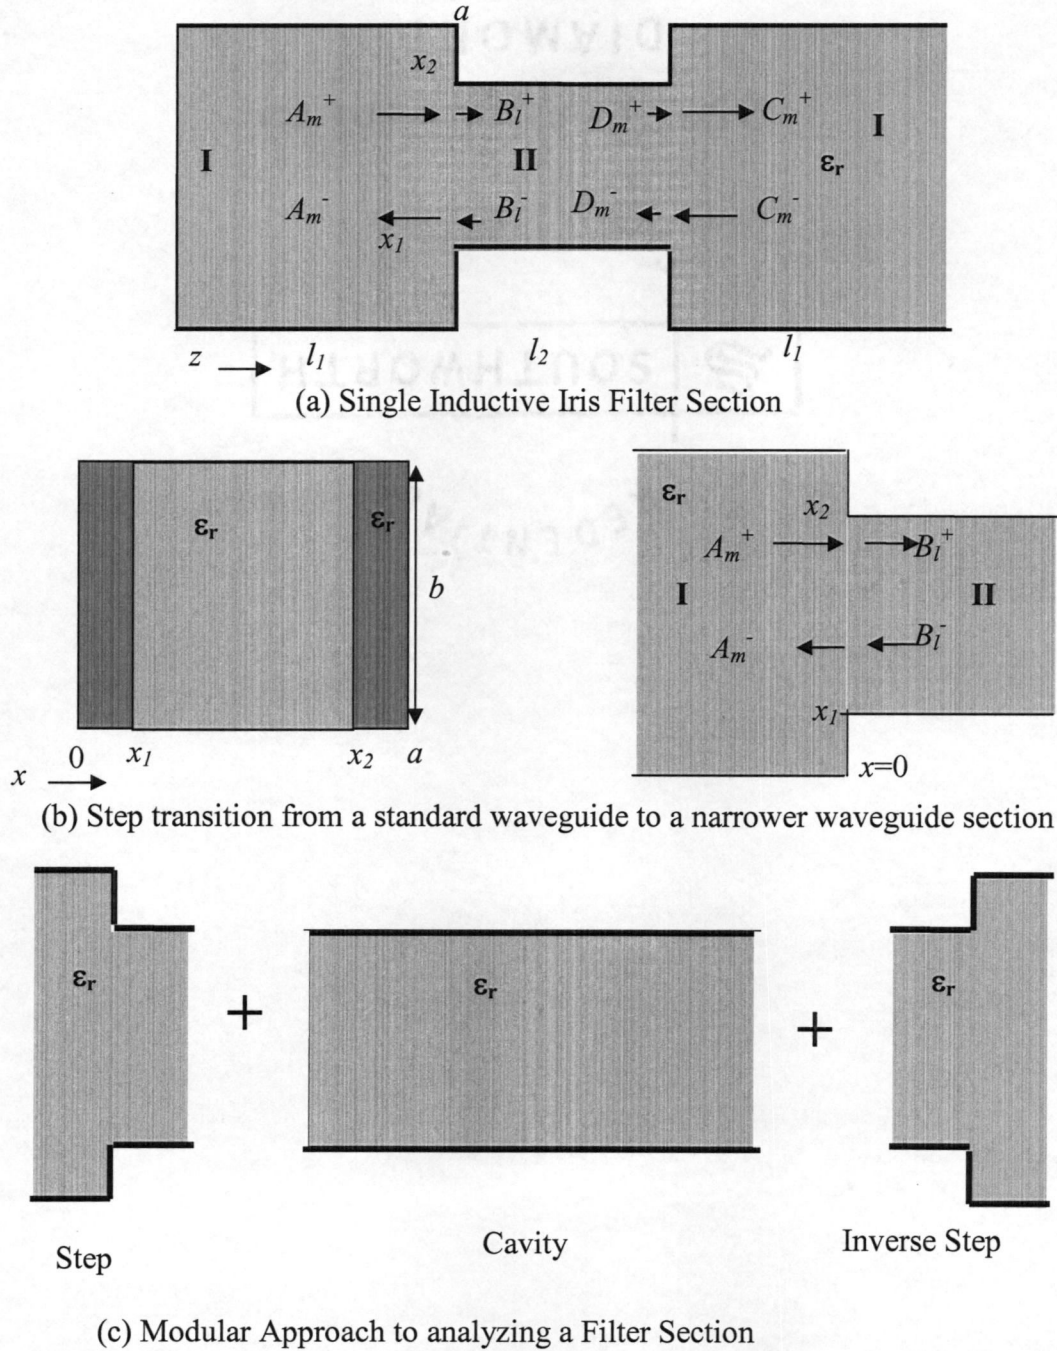 a
x₂
Aₘ⁺ Bₗ⁺ Dₘ⁺ Cₘ⁺
I II εᵣ I
Aₘ⁻ Bₗ⁻ Dₘ⁻ Cₘ⁻
x₁
z l₁ l₂ l₁
(a) Single Inductive Iris Filter Section
SOUTHWORTH
εᵣ εᵣ b
0 x₁ x₂ a
x
εᵣ x₂
Aₘ⁺ Bₗ⁺
I II
Aₘ⁻ Bₗ⁻
x₁
x=0
(b) Step transition from a standard waveguide to a narrower waveguide section
εᵣ + εᵣ + εᵣ
Step Cavity Inverse Step
(c) Modular Approach to analyzing a Filter Section